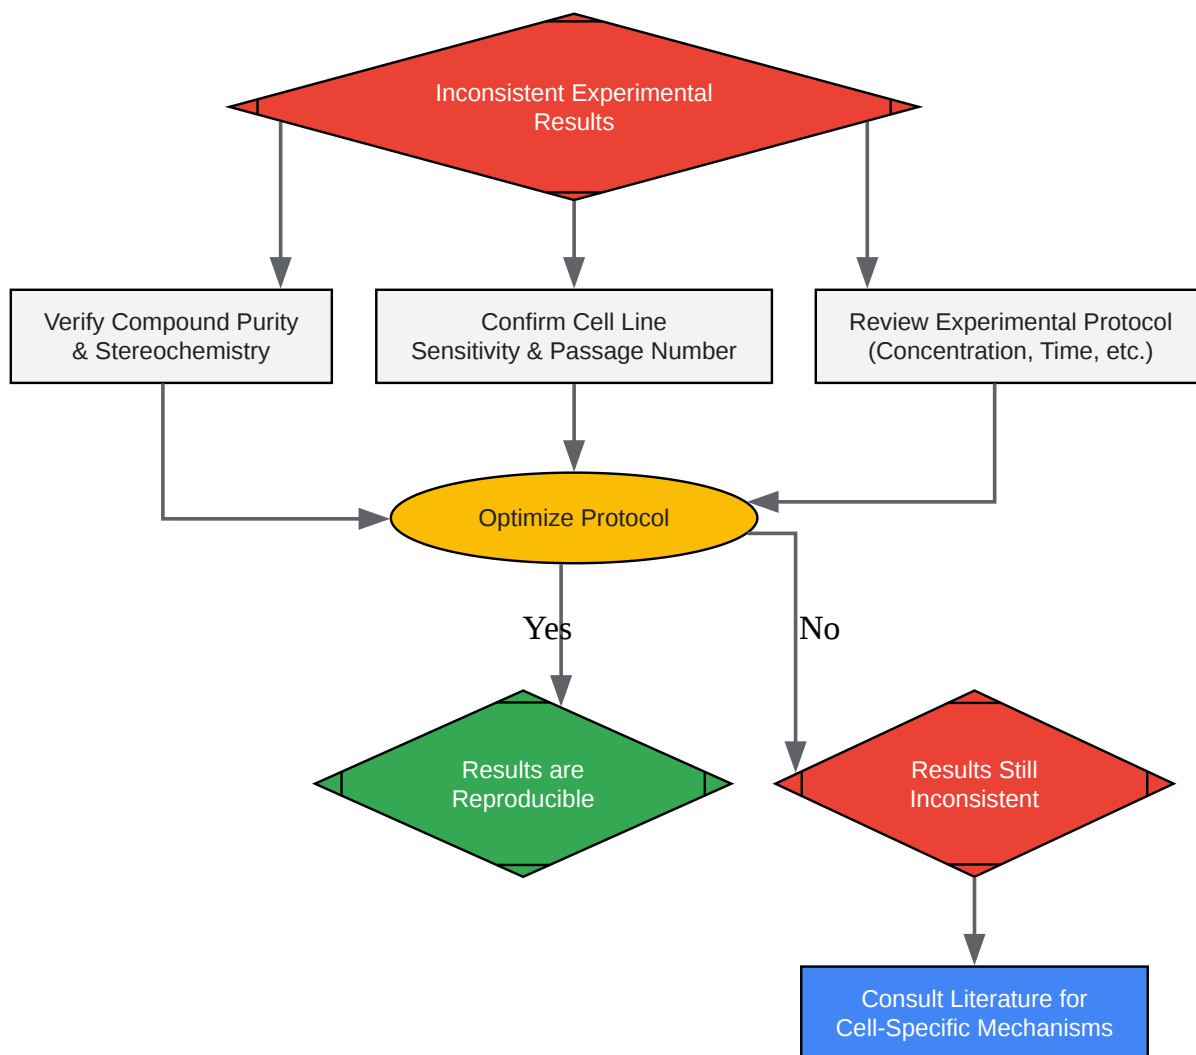 Inconsistent Experimental
Results
Verify Compound Purity
& Stereochemistry
Confirm Cell Line
Sensitivity & Passage Number
Review Experimental Protocol
(Concentration, Time, etc.)
Optimize Protocol
Yes
No
Results are
Reproducible
Results Still
Inconsistent
Consult Literature for
Cell-Specific Mechanisms